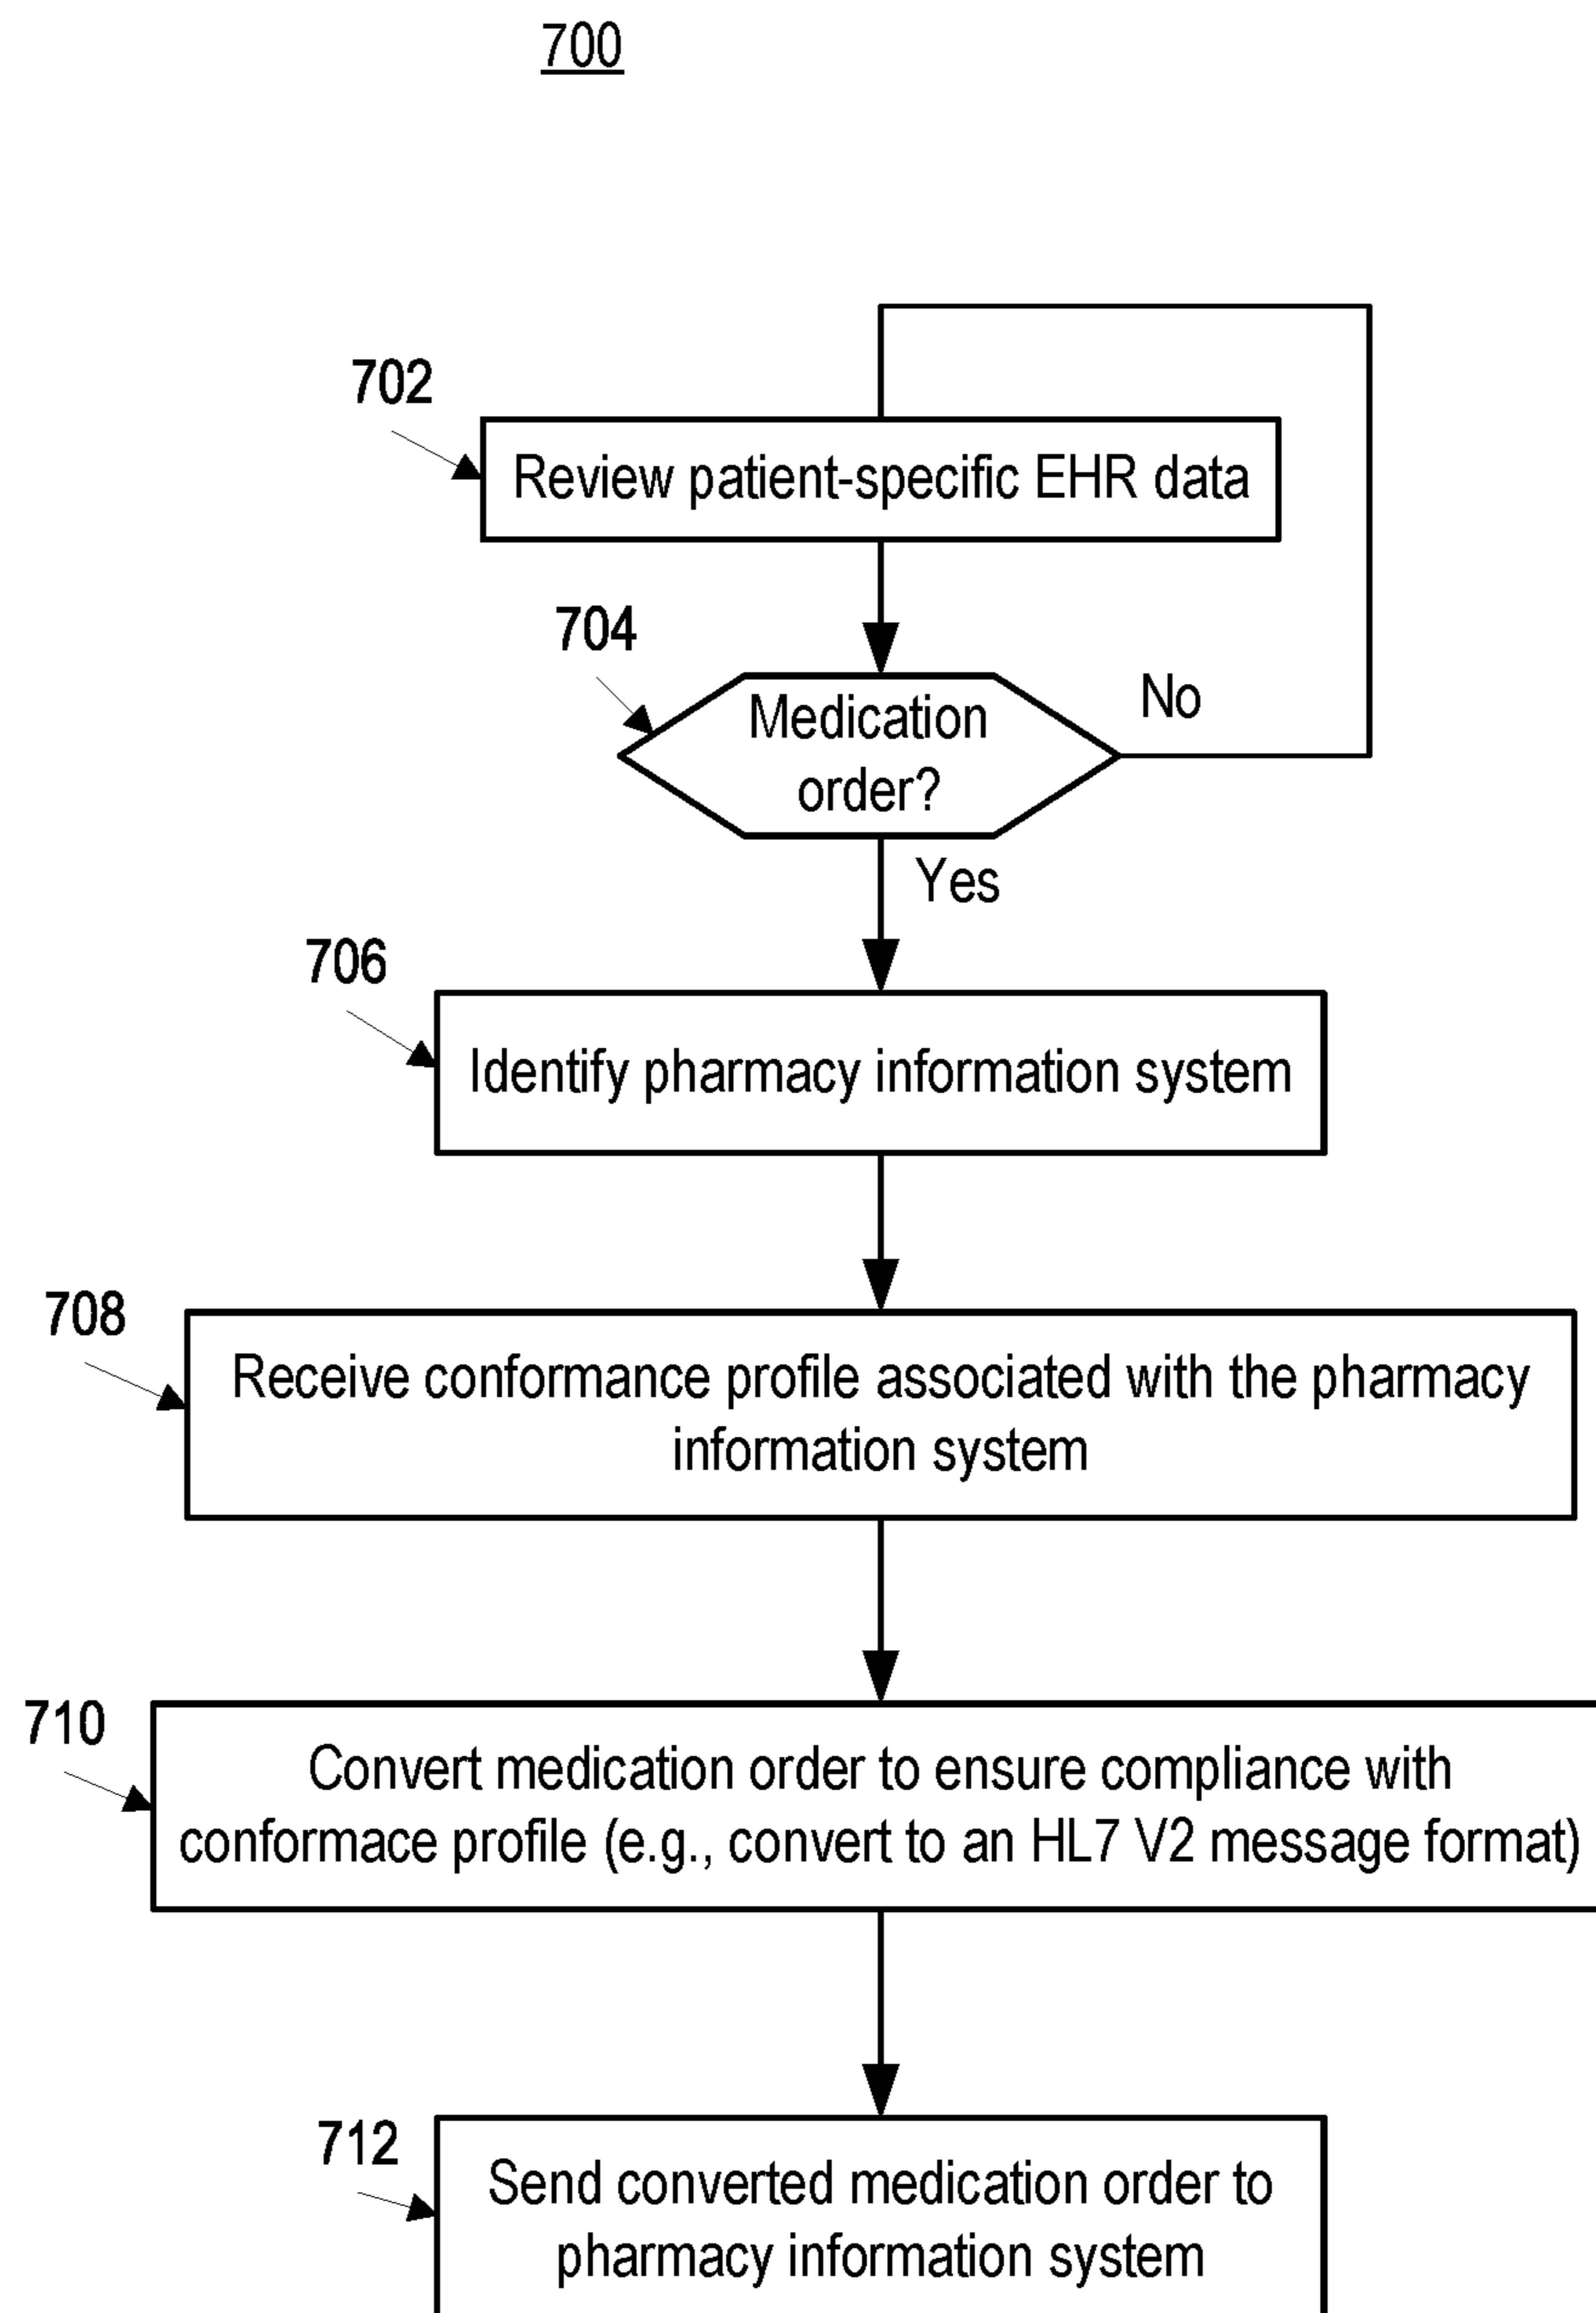 700
702
Review patient-specific EHR data
704
Medication
order?
No
Yes
706
Identify pharmacy information system
708
Receive conformance profile associated with the pharmacy
information system
710
Convert medication order to ensure compliance with
conformace profile (e.g., convert to an HL7 V2 message format)
712
Send converted medication order to
pharmacy information system